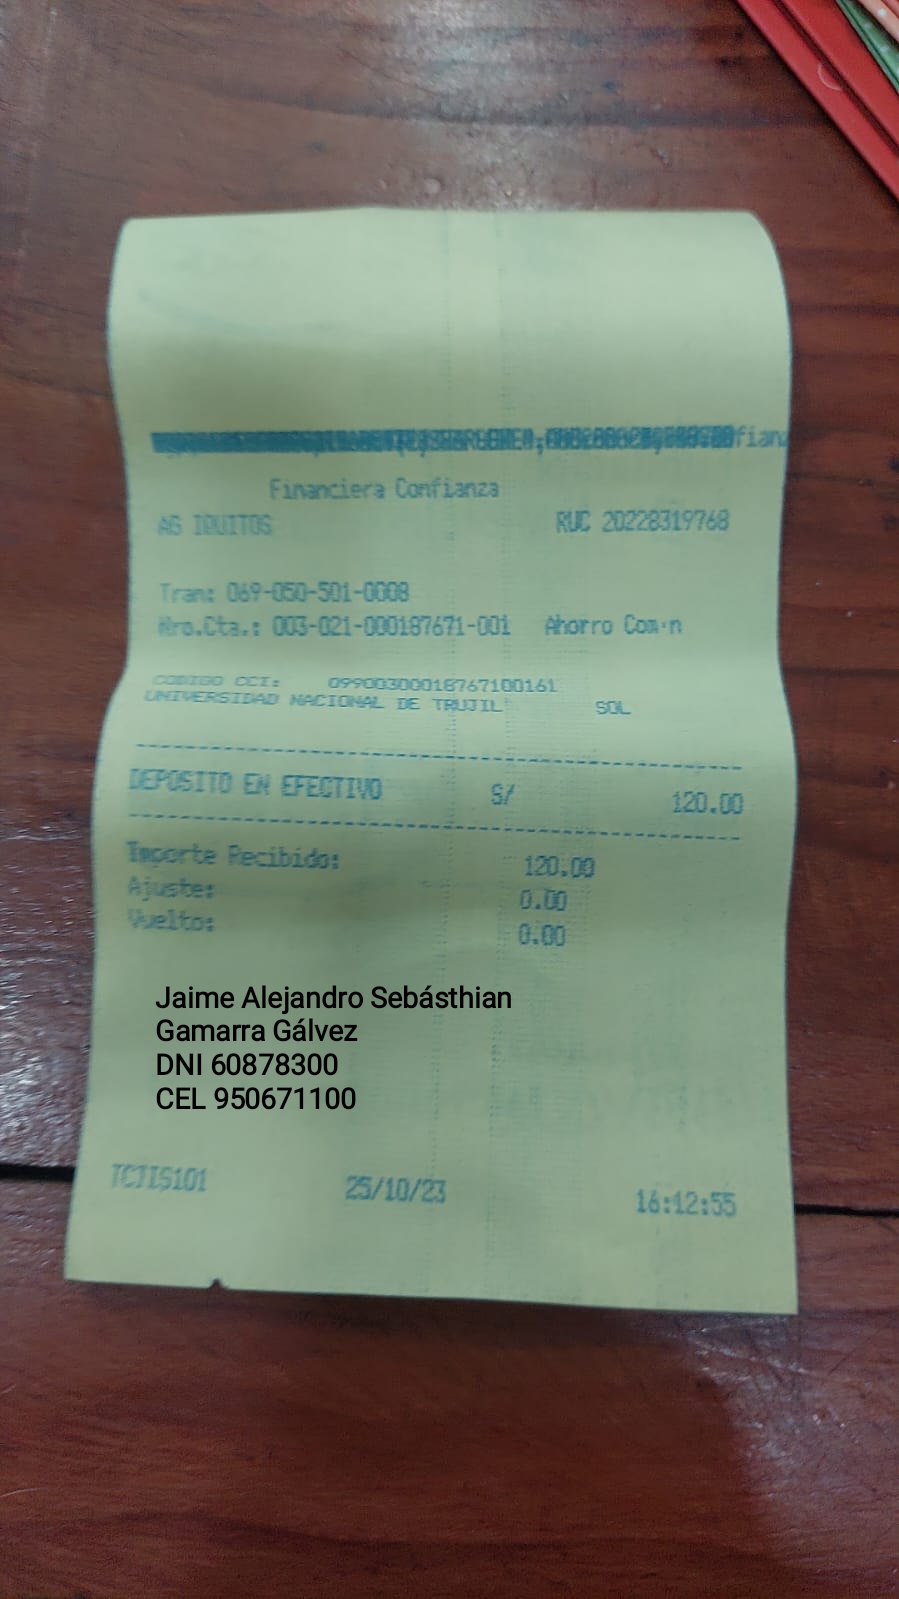 Financiera Confianza
AG IQUITOS RUC 20228319768
Tran: 069-050-501-0008
Nro.Cta.: 003-021-000187671-001 Ahorro Com·n
CODIGO CCI: 09900300018767100161
UNIVERSIDAD NACIONAL DE TRUJIL SOL
DEPOSITO EN EFECTIVO S/ 120.00
Importe Recibido: 120.00
Ajuste: 0.00
Vuelto: 0.00
Jaime Alejandro Sebásthian
Gamarra Gálvez
DNI 60878300
CEL 950671100
TCJIS101 25/10/23 16:12:55